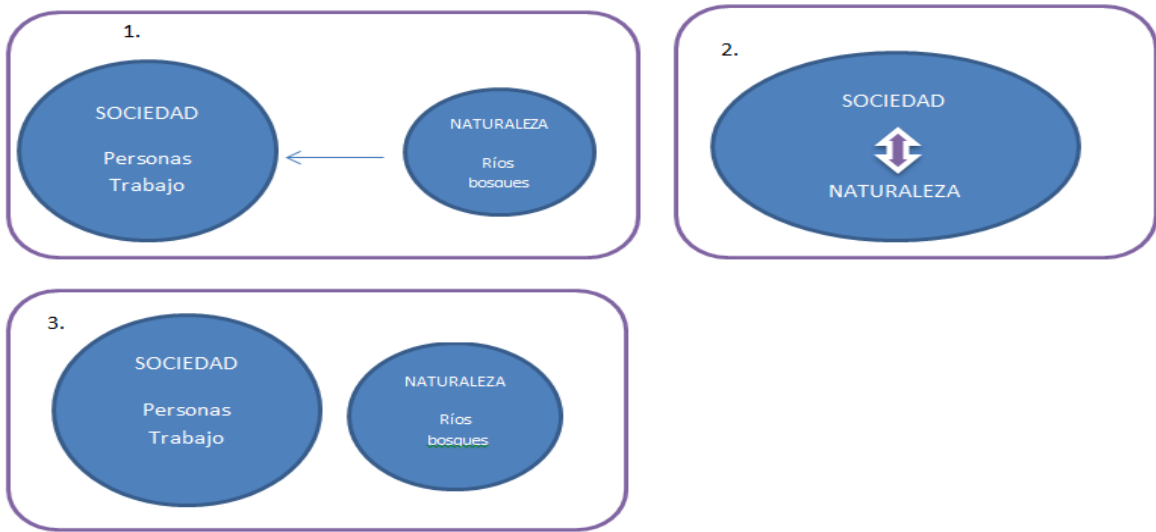 1.
SOCIEDAD
Personas
Trabajo
NATURALEZA
Ríos
bosques
2.
SOCIEDAD
NATURALEZA
3.
SOCIEDAD
Personas
Trabajo
NATURALEZA
Ríos
bosques